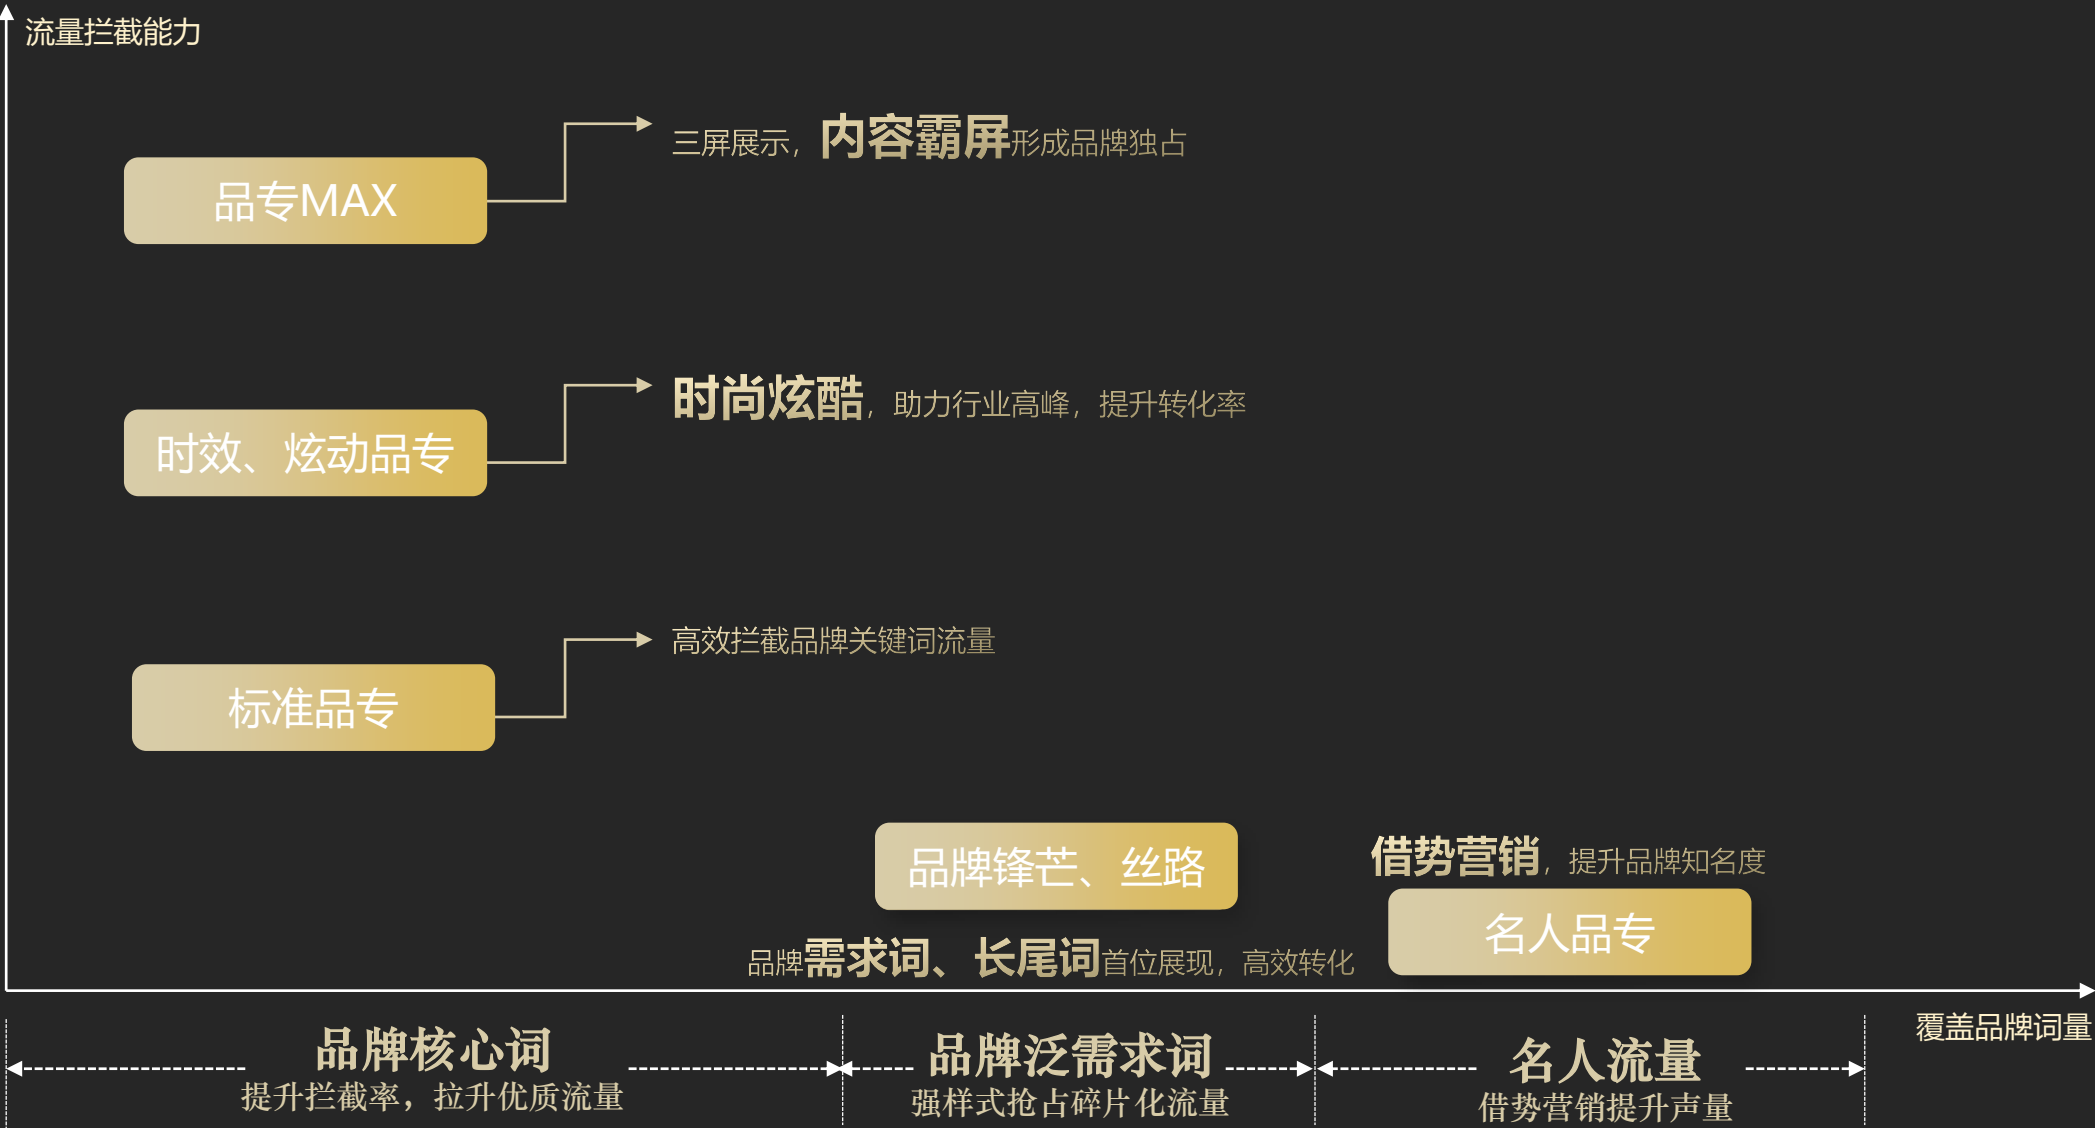 流量拦截能力
三屏展示，内容霸屏形成品牌独占
品专MAX
时尚炫酷，助力行业高峰，提升转化率
时效、炫动品专
高效拦截品牌关键词流量
标准品专
品牌锋芒、丝路
借势营销，提升品牌知名度
名人品专
品牌需求词、长尾词首位展现，高效转化
覆盖品牌词量
品牌核心词
提升拦截率，拉升优质流量
品牌泛需求词
强样式抢占碎片化流量
名人流量
借势营销提升声量